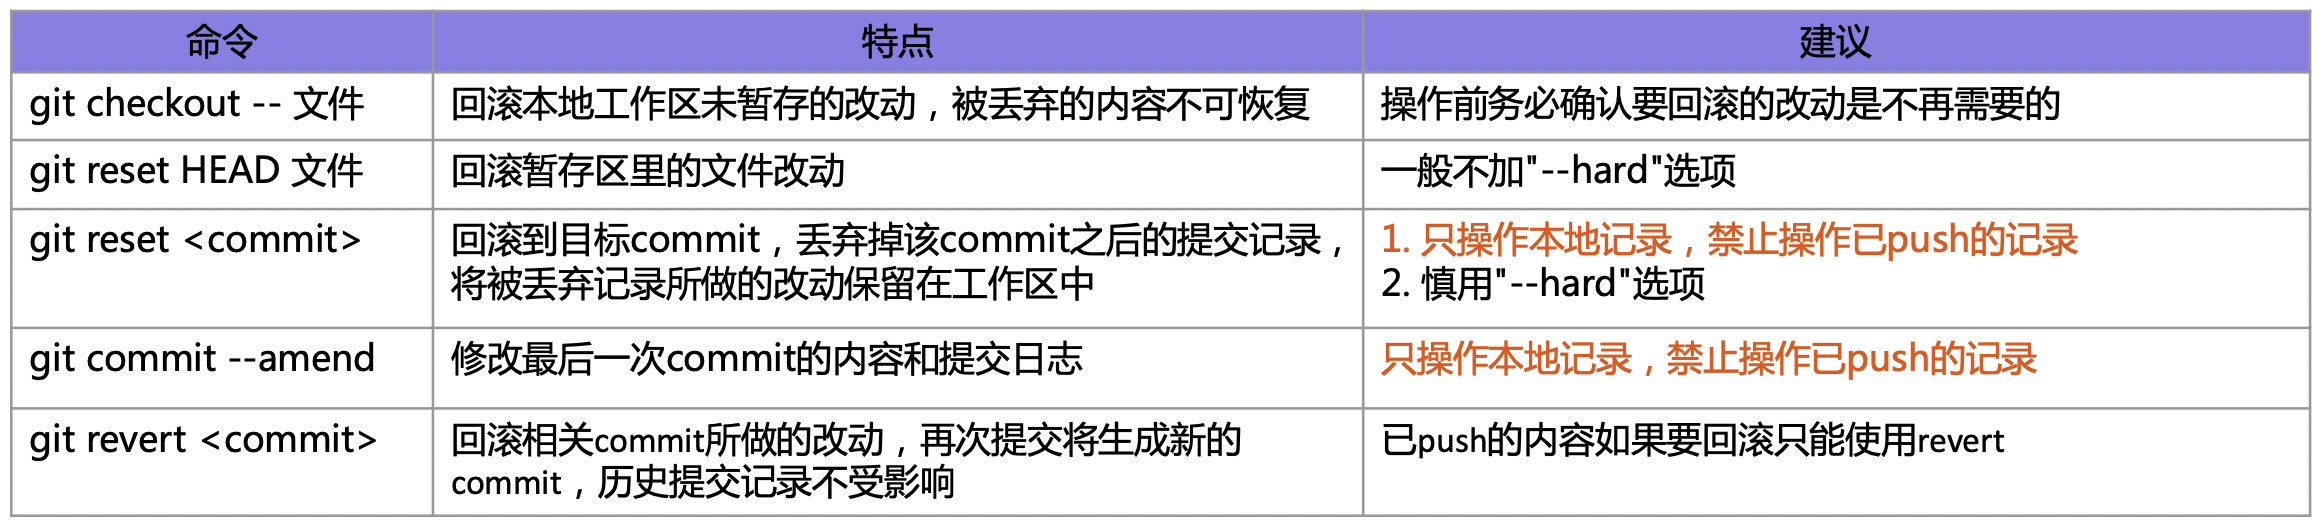 命令
特点
建议
git checkout -- 文件
回滚本地工作区未暂存的改动，被丢弃的内容不可恢复
操作前务必确认要回滚的改动是不再需要的
git reset HEAD 文件
回滚暂存区里的文件改动
一般不加"--hard"选项
git reset <commit>
回滚到目标commit，丢弃掉该commit之后的提交记录，
将被丢弃记录所做的改动保留在工作区中
1. 只操作本地记录，禁止操作已push的记录
2. 慎用"--hard"选项
git commit --amend
修改最后一次commit的内容和提交日志
只操作本地记录，禁止操作已push的记录
git revert <commit>
回滚相关commit所做的改动，再次提交将生成新的
commit，历史提交记录不受影响
已push的内容如果要回滚只能使用revert